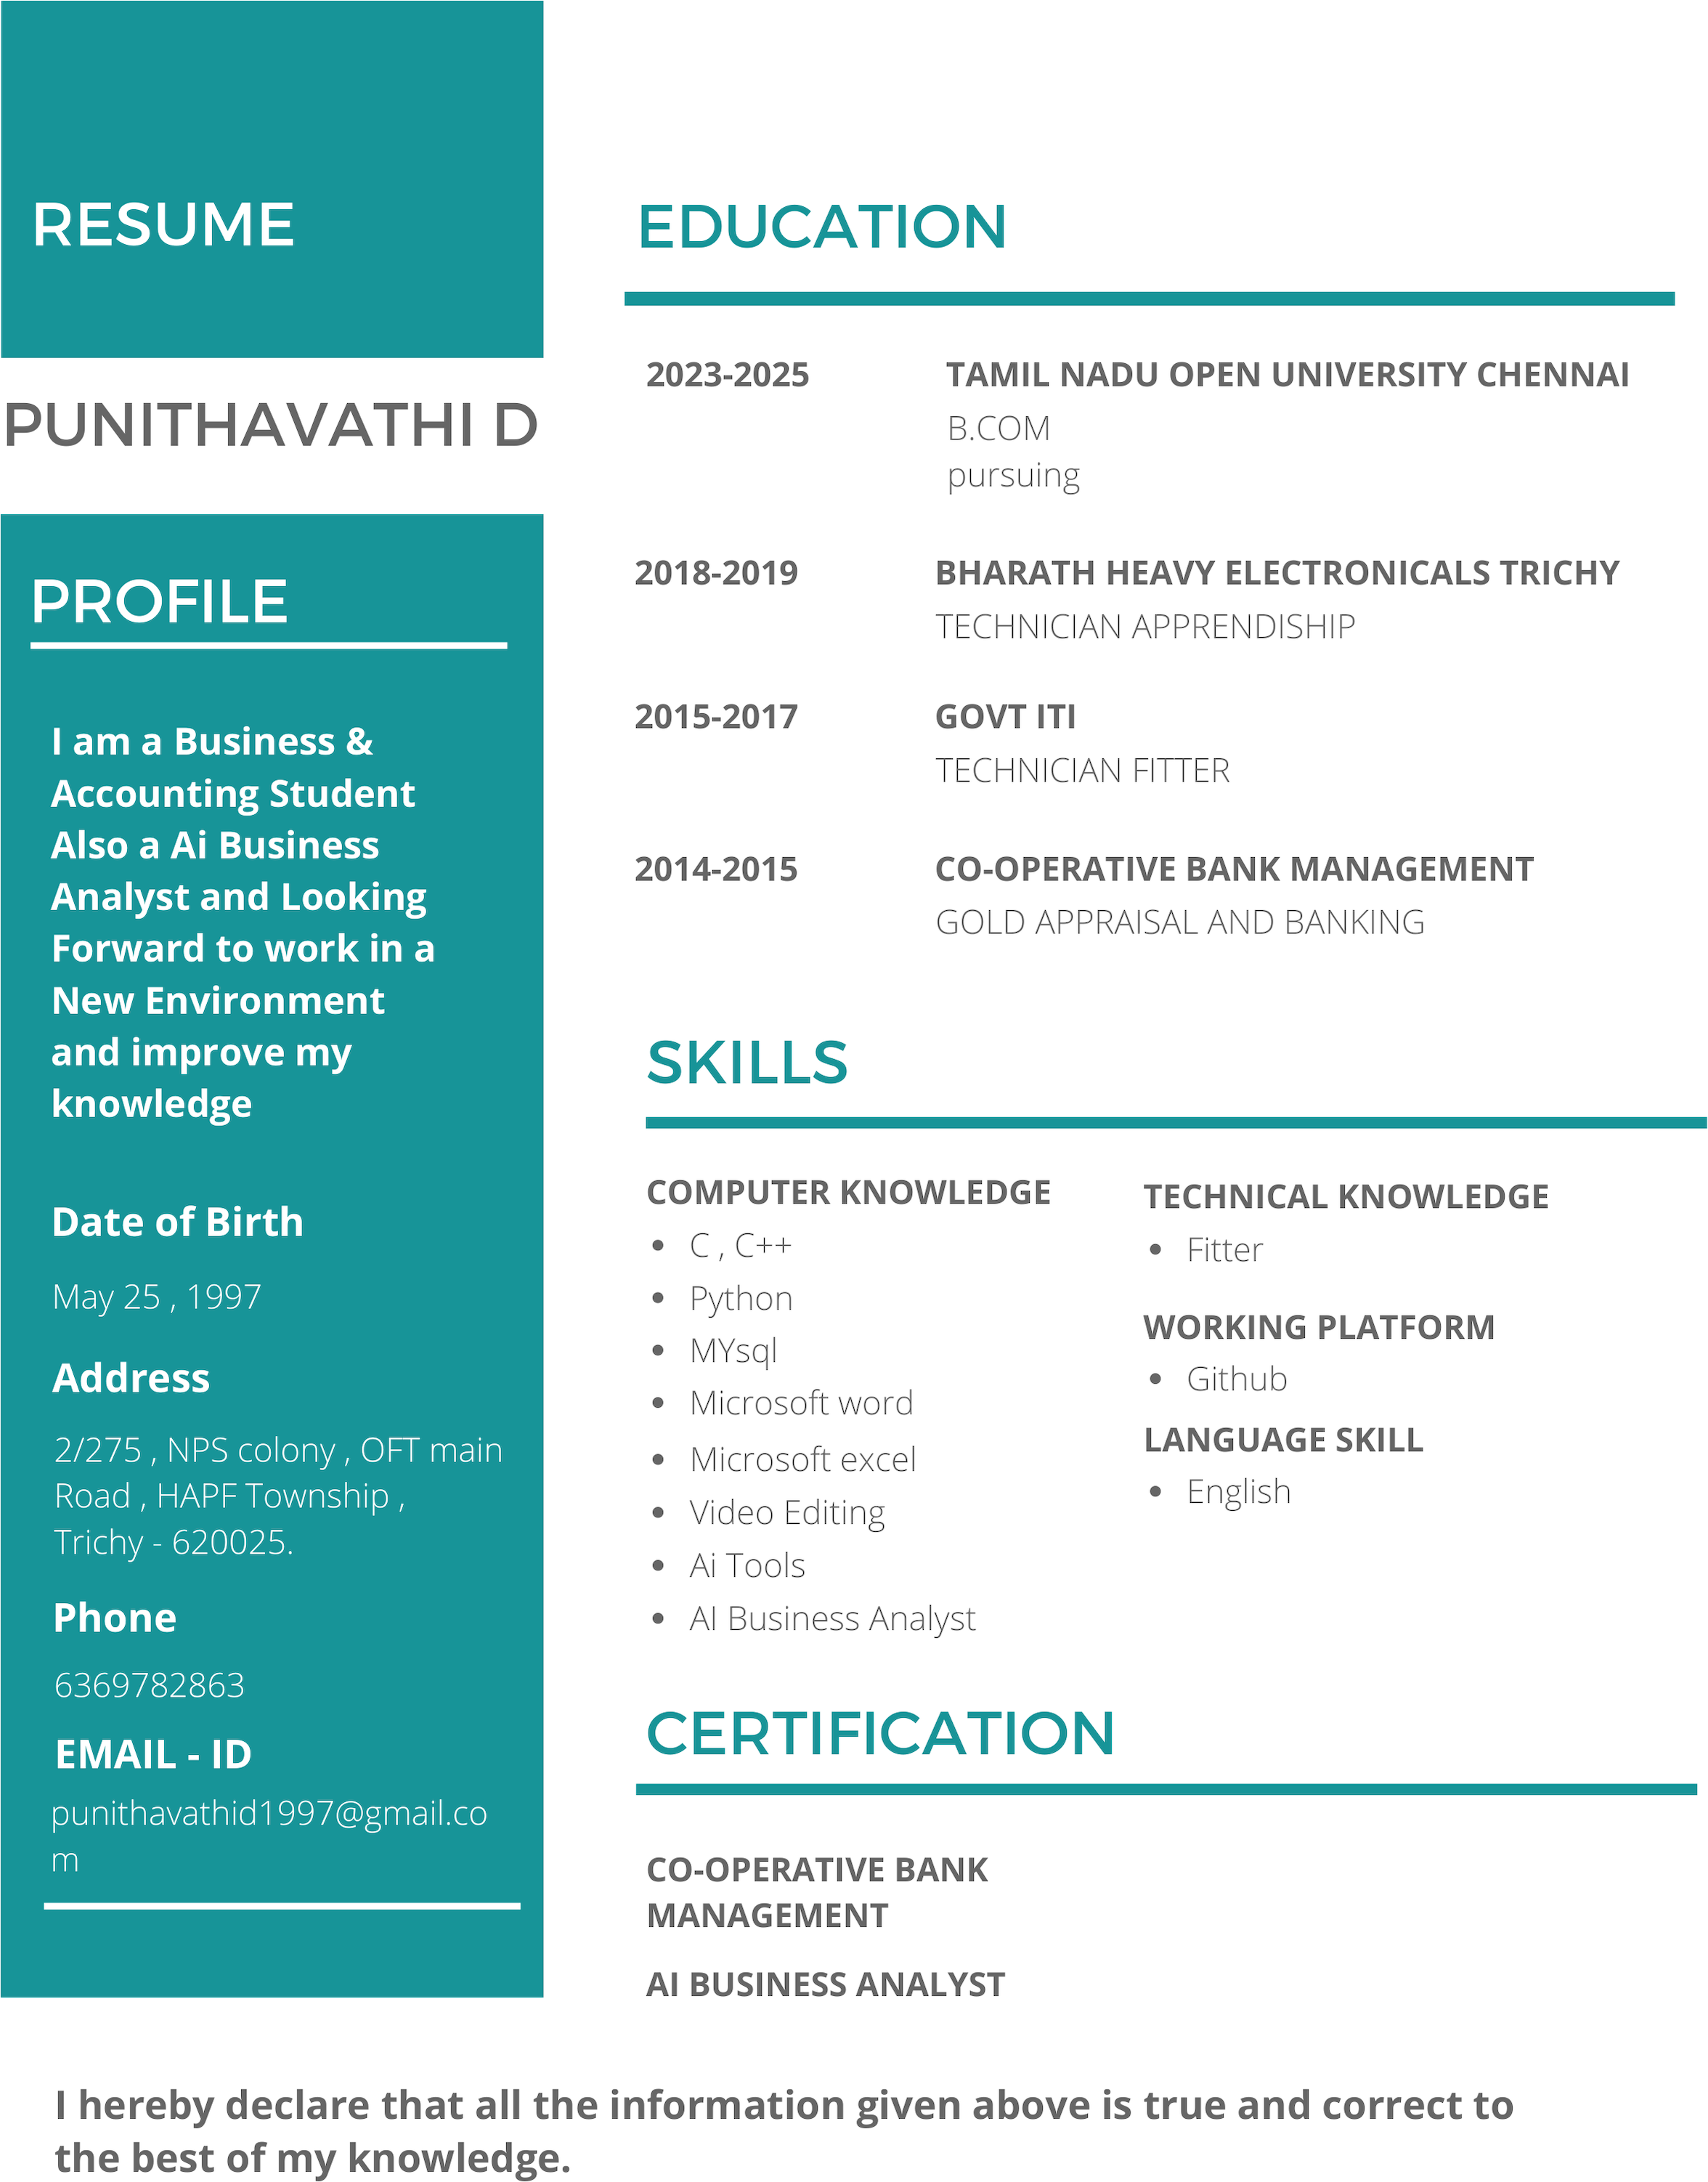 RESUME
PUNITHAVATHI D
PROFILE
I am a Business &
Accounting Student
Also a Ai Business
Analyst and Looking
Forward to work in a
New Environment
and improve my
knowledge
Date of Birth
May 25 , 1997
Address
2/275 , NPS colony , OFT main
Road , HAPF Township ,
Trichy - 620025.
Phone
6369782863
EMAIL - ID
punithavathid1997@gmail.co
m
EDUCATION
2023-2025 TAMIL NADU OPEN UNIVERSITY CHENNAI
B.COM
pursuing
2018-2019 BHARATH HEAVY ELECTRONICALS TRICHY
TECHNICIAN APPRENDISHIP
2015-2017 GOVT ITI
TECHNICIAN FITTER
2014-2015 CO-OPERATIVE BANK MANAGEMENT
GOLD APPRAISAL AND BANKING
SKILLS
COMPUTER KNOWLEDGE
• C , C++
• Python
• MYsql
• Microsoft word
• Microsoft excel
• Video Editing
• Ai Tools
• AI Business Analyst
TECHNICAL KNOWLEDGE
• Fitter
WORKING PLATFORM
• Github
LANGUAGE SKILL
• English
CERTIFICATION
CO-OPERATIVE BANK
MANAGEMENT
AI BUSINESS ANALYST
I hereby declare that all the information given above is true and correct to
the best of my knowledge.